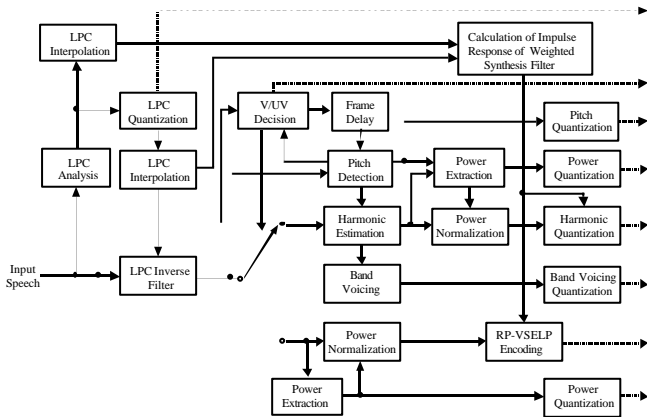 LPC
Interpolation
Calculation of Impulse
Response of Weighted
Synthesis Filter
LPC
Quantization
V/UV
Decision
Frame
Delay
Pitch
Quantization
LPC
Analysis
LPC
Interpolation
Pitch
Detection
Power
Extraction
Power
Quantization
Harmonic
Estimation
Power
Normalization
Harmonic
Quantization
Input
Speech
LPC Inverse
Filter
Band
Voicing
Band Voicing
Quantization
Power
Normalization
RP-VSELP
Encoding
Power
Extraction
Power
Quantization